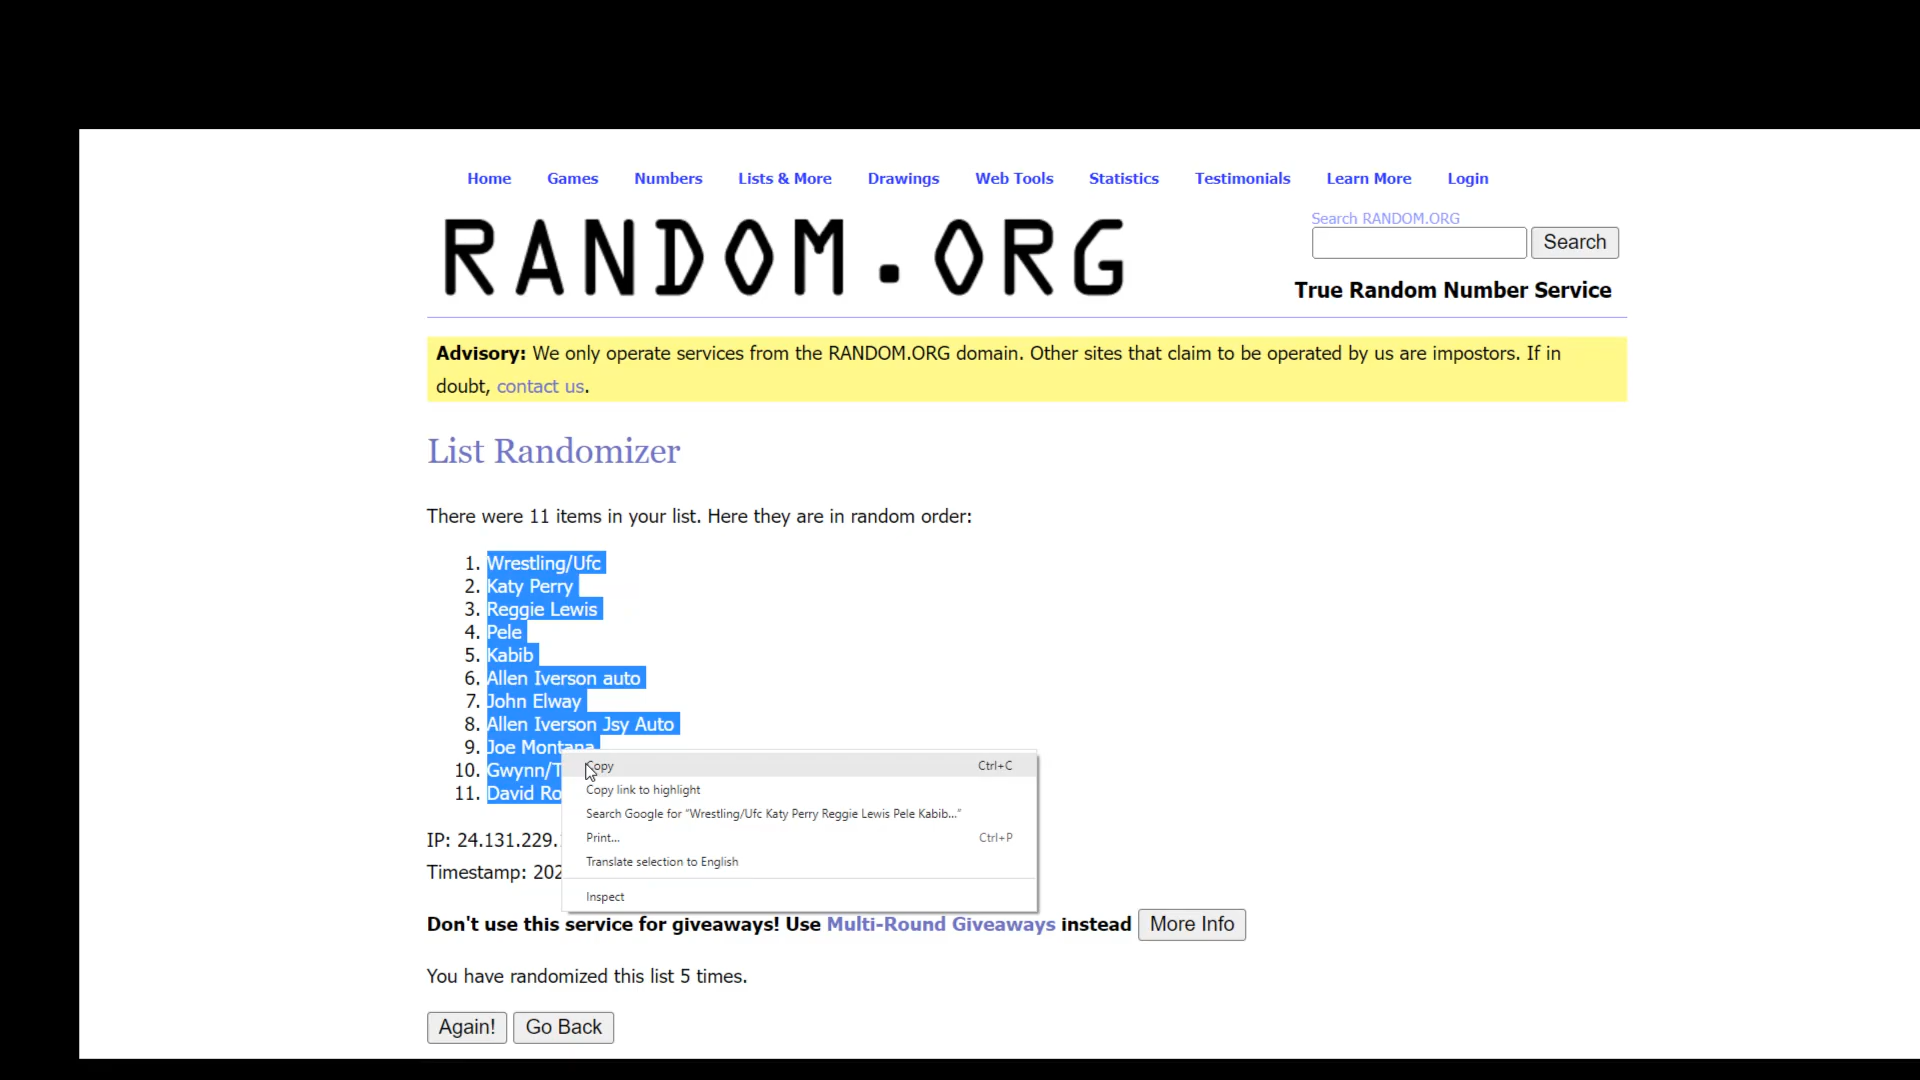 Home Games Numbers Lists & More Drawings Web Tools Statistics Testimonials Learn More Login
RANDOM.ORG
Search RANDOM.ORG
Search
True Random Number Service
Advisory: We only operate services from the RANDOM.ORG domain. Other sites that claim to be operated by us are impostors. If in
doubt, contact us.
List Randomizer
There were 11 items in your list. Here they are in random order:
1. Wrestling/Ufc
2. Katy Perry
3. Reggie Lewis
4. Pele
5. Kabib
6. Allen Iverson auto
7. John Elway
8. Allen Iverson Jsy Auto
9. Joe Montana
10. Gwynn/T
11. David Ro
Copy Ctrl+C
Copy link to highlight
Search Google for "Wrestling/Ufc Katy Perry Reggie Lewis Pele Kabib..."
Print... Ctrl+P
Translate selection to English
Inspect
IP: 24.131.229.
Timestamp: 202
Don't use this service for giveaways! Use Multi-Round Giveaways instead More Info
You have randomized this list 5 times.
Again! Go Back